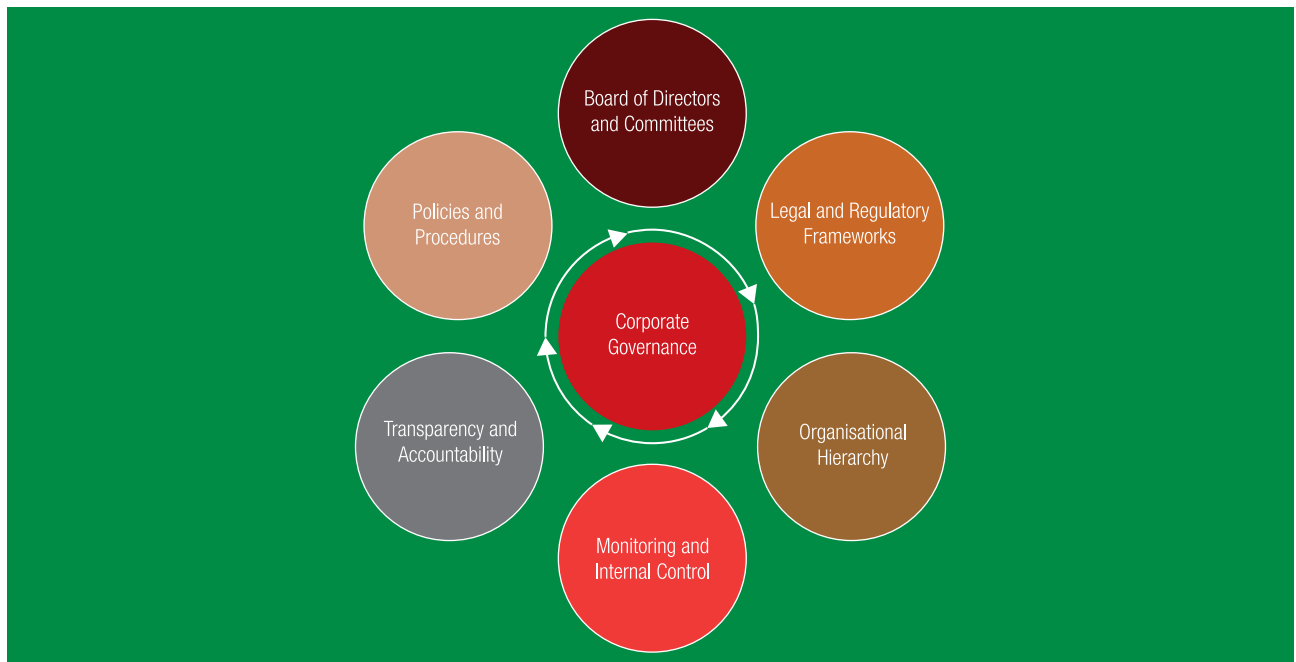 Board of Directors
and Committees
Policies and
Procedures
Legal and Regulatory
Frameworks
Corporate
Governance
Transparency and
Accountability
Organisational
Hierarchy
Monitoring and
Internal Control